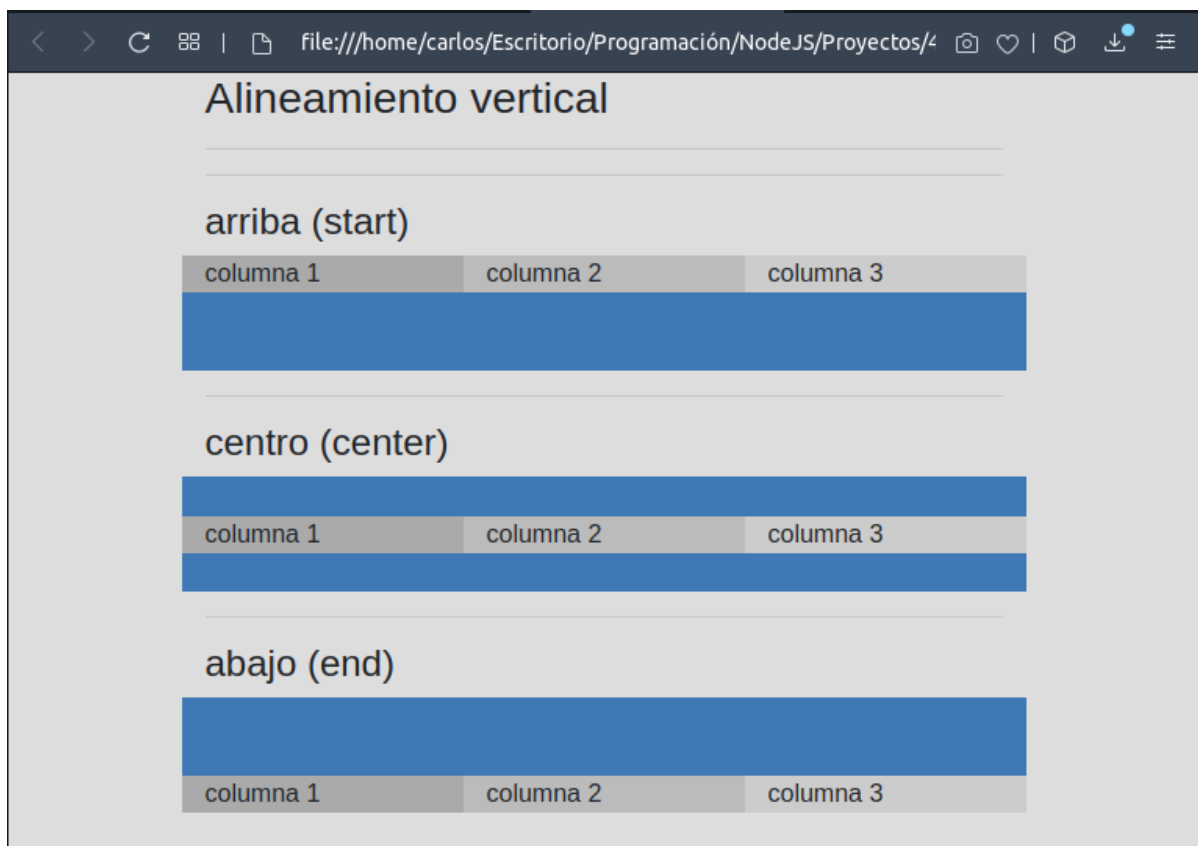 file:///home/carlos/Escritorio/Programación/NodeJS/Proyectos/4
Alineamiento vertical
arriba (start)
columna 1 columna 2 columna 3
centro (center)
columna 1 columna 2 columna 3
abajo (end)
columna 1 columna 2 columna 3